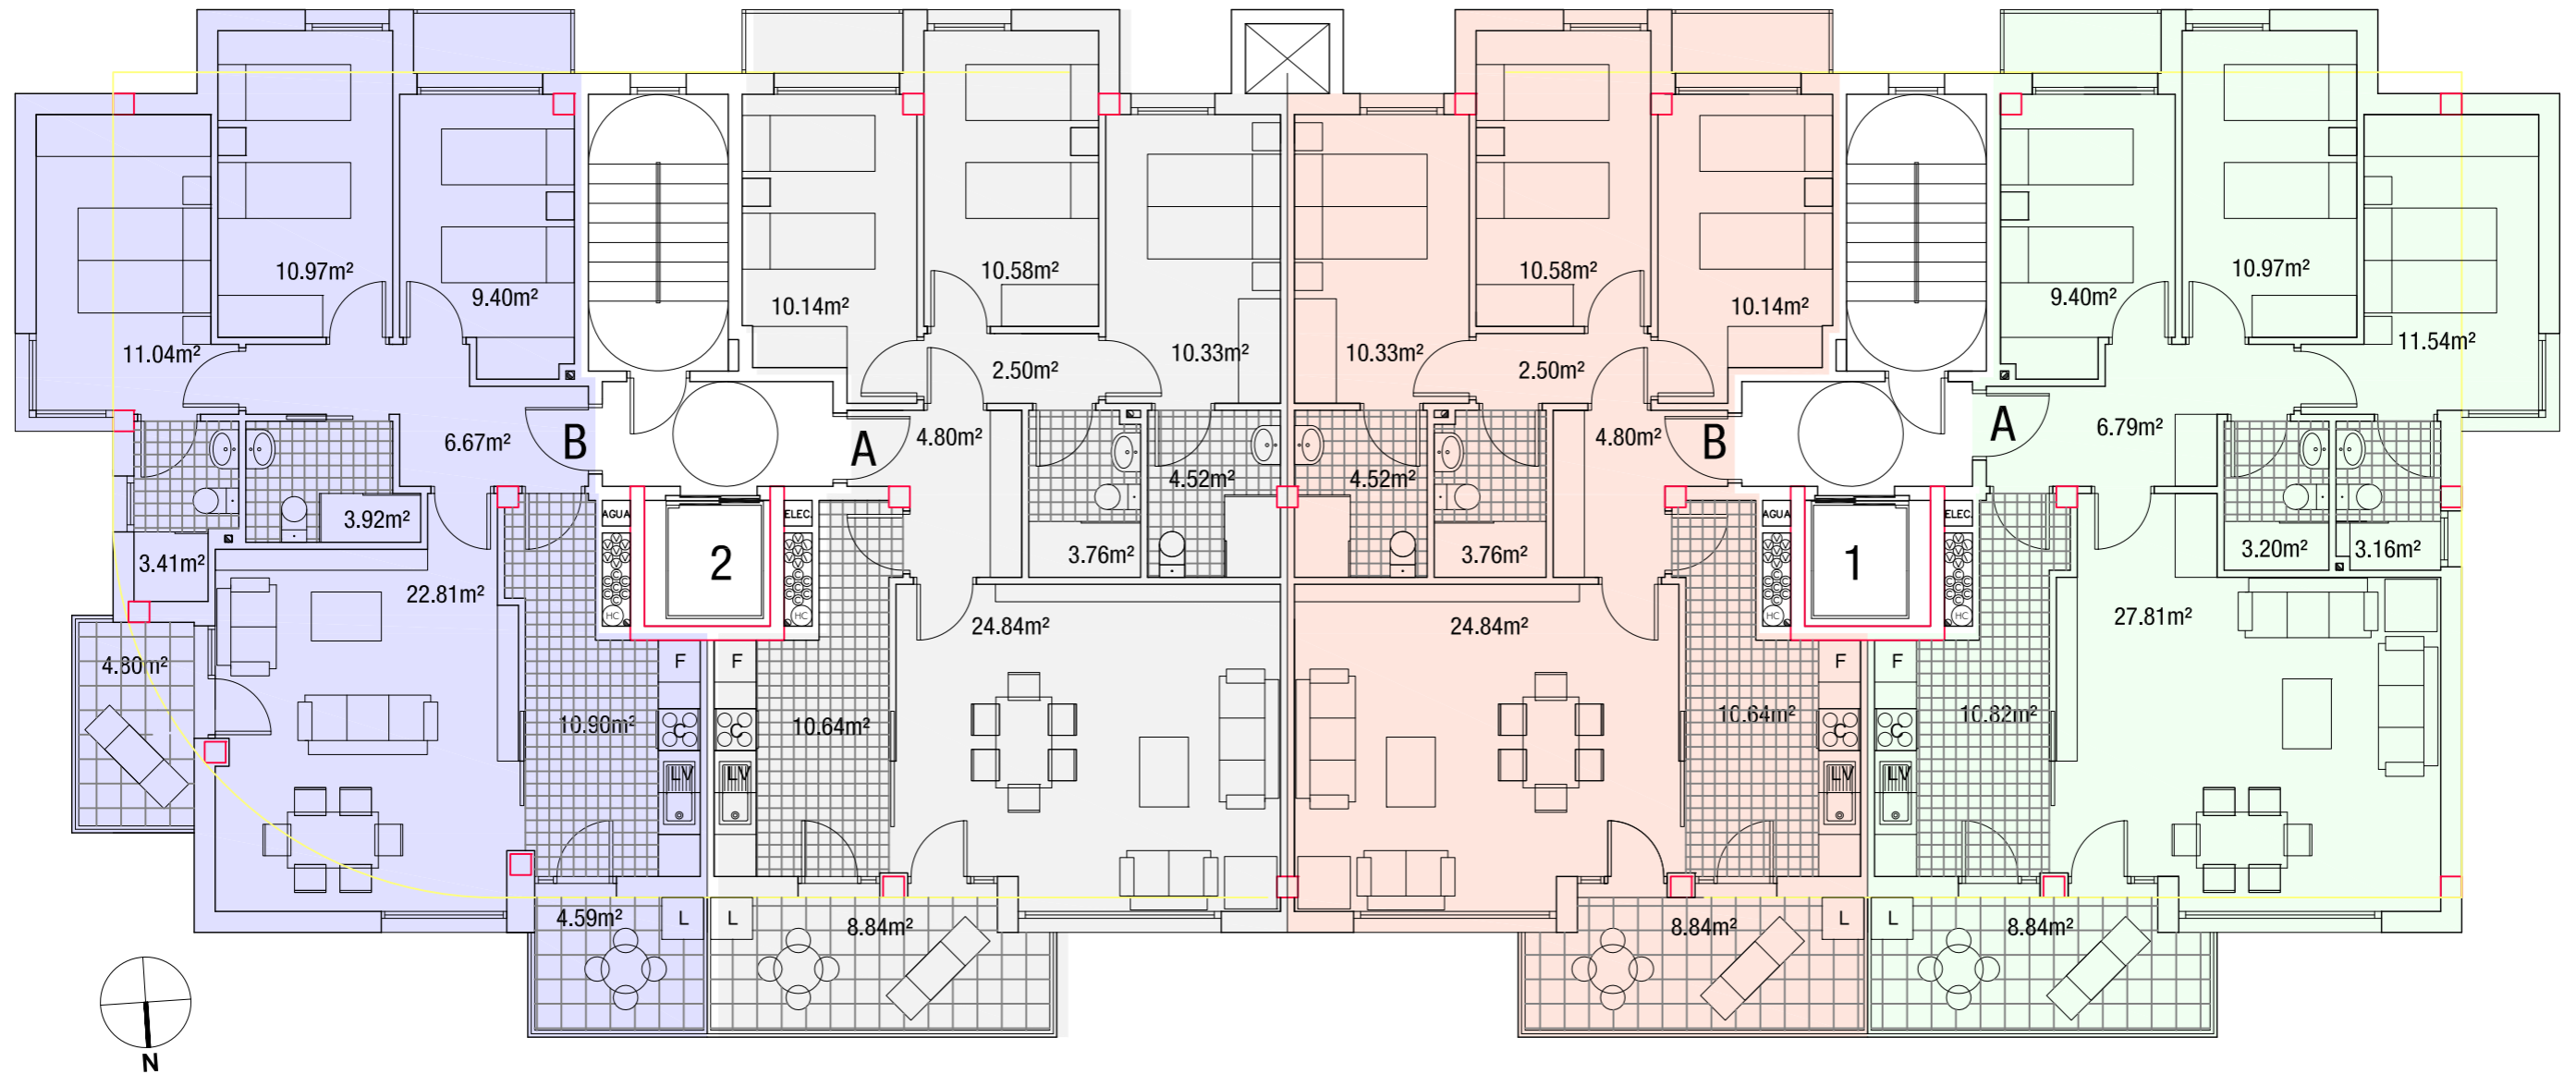 10.97m²
9.40m²
11.04m²
10.14m²
10.58m²
10.33m²
2.50m²
10.33m²
10.58m²
10.14m²
2.50m²
9.40m²
10.97m²
11.54m²
6.67m²
B
A
4.80m²
4.52m²
3.76m²
4.52m²
3.76m²
4.80m²
B
A
6.79m²
3.92m²
3.41m²
3.20m²
3.16m²
AGUA
2
ELEC.
HC
HC
AGUA
1
ELEC.
HC
HC
22.81m²
24.84m²
24.84m²
27.81m²
4.80m²
F
F
F
F
10.90m²
C
C
10.64m²
10.64m²
C
C
10.82m²
LV
LV
LV
LV
4.59m²
L
L
8.84m²
8.84m²
L
L
8.84m²
N